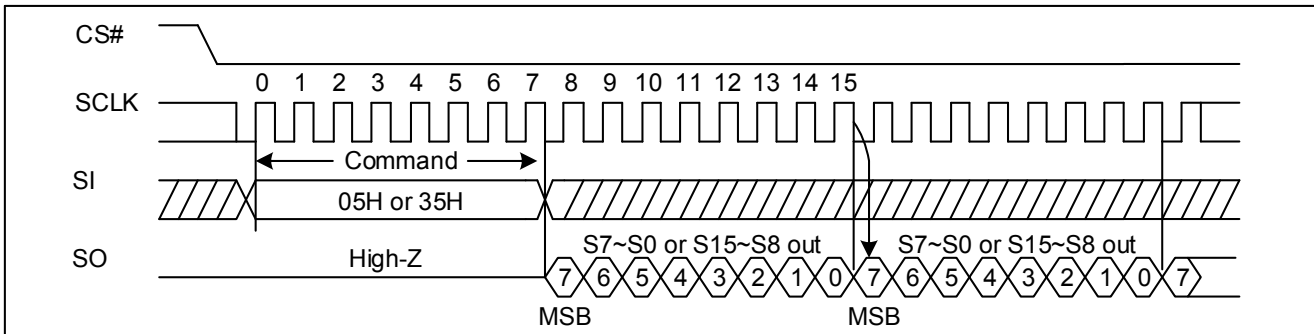 CS#
0 1 2 3 4 5 6 7 8 9 10 11 12 13 14 15
SCLK
Command
SI
05H or 35H
S7~S0 or S15~S8 out S7~S0 or S15~S8 out
SO High-Z
7 6 5 4 3 2 1 0 7 6 5 4 3 2 1 0 7
MSB MSB